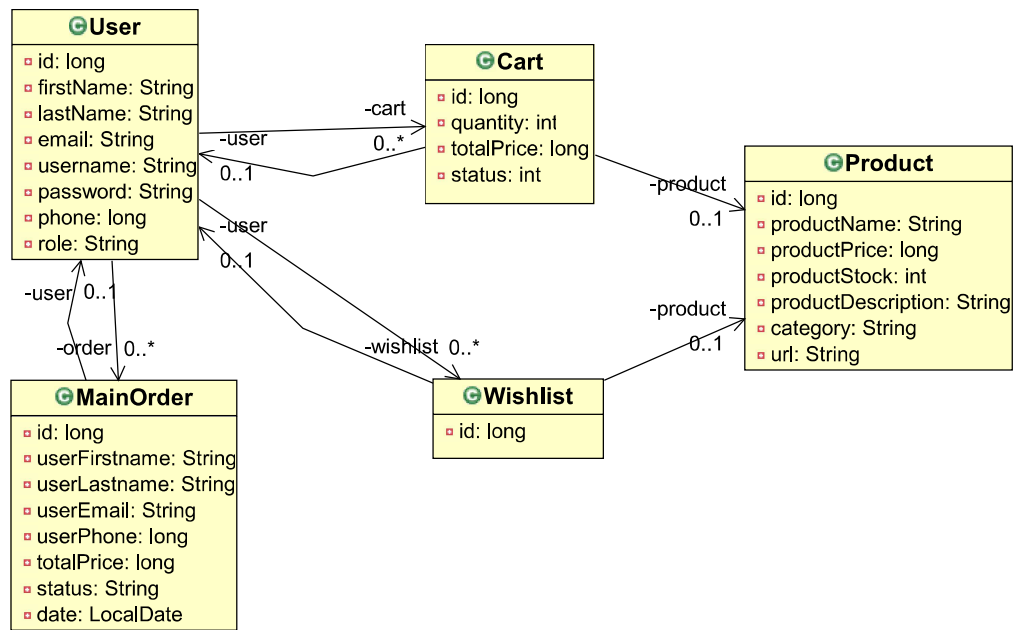 User
id: long
firstName: String
lastName: String
email: String
username: String
password: String
phone: long
role: String
-cart
0..*
-user
0..1
Cart
id: long
quantity: int
totalPrice: long
status: int
-product
0..1
Product
id: long
productName: String
productPrice: long
productStock: int
productDescription: String
category: String
url: String
-user
0..1
-wishlist 0..*
-product
0..1
-user 0..1
-order 0..*
MainOrder
id: long
userFirstname: String
userLastname: String
userEmail: String
userPhone: long
totalPrice: long
status: String
date: LocalDate
Wishlist
id: long